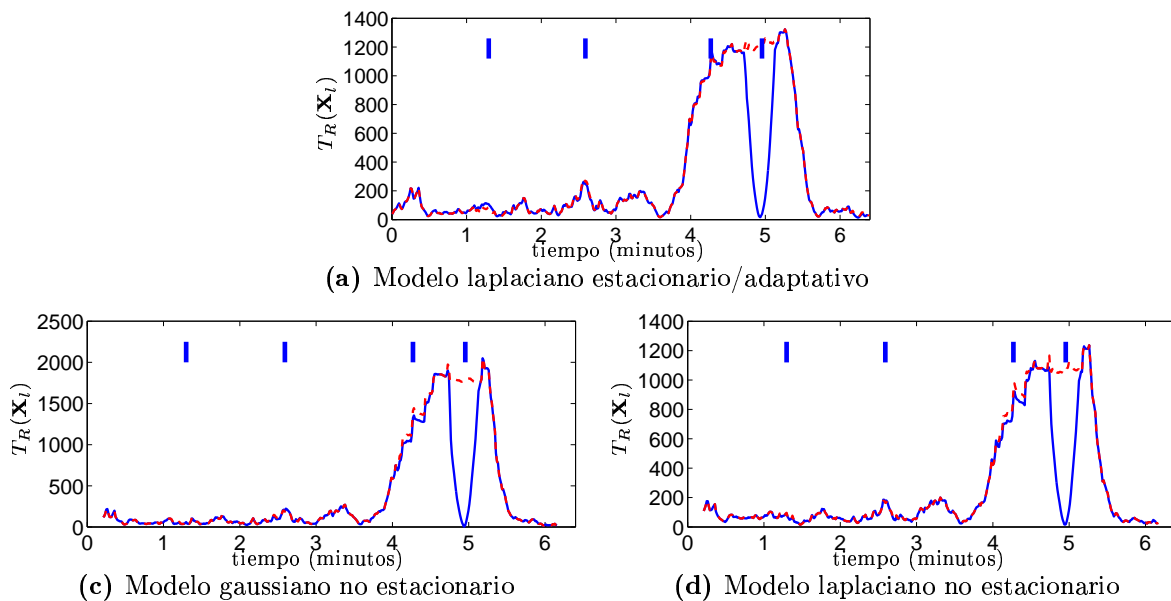 1400
1200
1000
800
600
400
200
0
T_R(X_l)
0 1 2 3 4 5 6
tiempo (minutos)
(a) Modelo laplaciano estacionario/adaptativo
2500
2000
1500
1000
500
0
T_R(X_l)
0 1 2 3 4 5 6
tiempo (minutos)
(c) Modelo gaussiano no estacionario
1400
1200
1000
800
600
400
200
0
T_R(X_l)
0 1 2 3 4 5 6
tiempo (minutos)
(d) Modelo laplaciano no estacionario